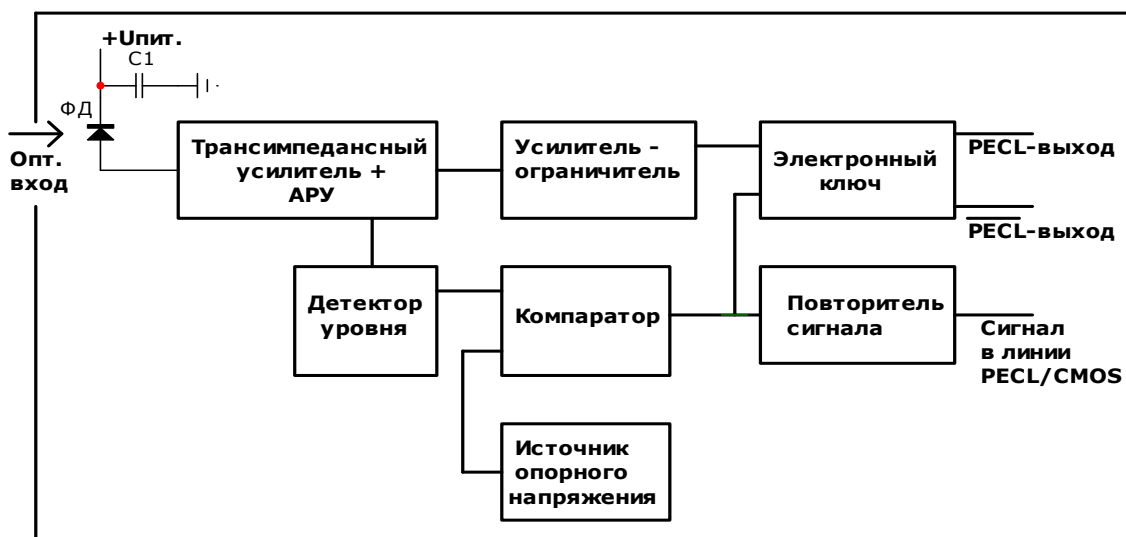 +Uпит.
C1
ФД
Опт.
вход
Трансимпедансный
усилитель +
АРУ
Усилитель -
ограничитель
Электронный
ключ
PECL-выход
PECL-выход
Детектор
уровня
Компаратор
Повторитель
сигнала
Сигнал
в линии
PECL/CMOS
Источник
опорного
напряжения